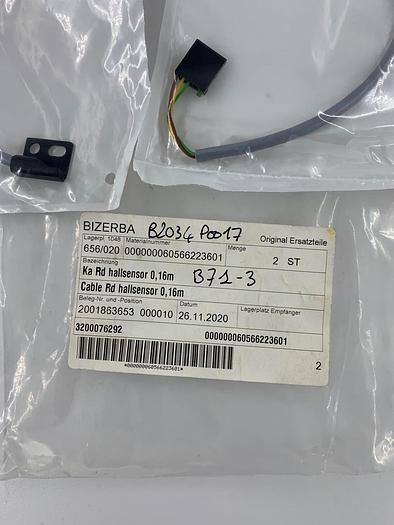 BIZERBA B2034 P0017 Original Ersatzteile
Lagerpl. 1048 Materialnummer Menge
656/020 000000060566223601 2 ST
Bezeichnung
Ka Rd hallsensor 0,16m B71-3
Cable Rd hallsensor 0,16m
Beleg-Nr. und -Position Datum Lagerplatz Empfänger
2001863653 000010 26.11.2020
3200076292 000000060566223601
*000000060566223601* 2